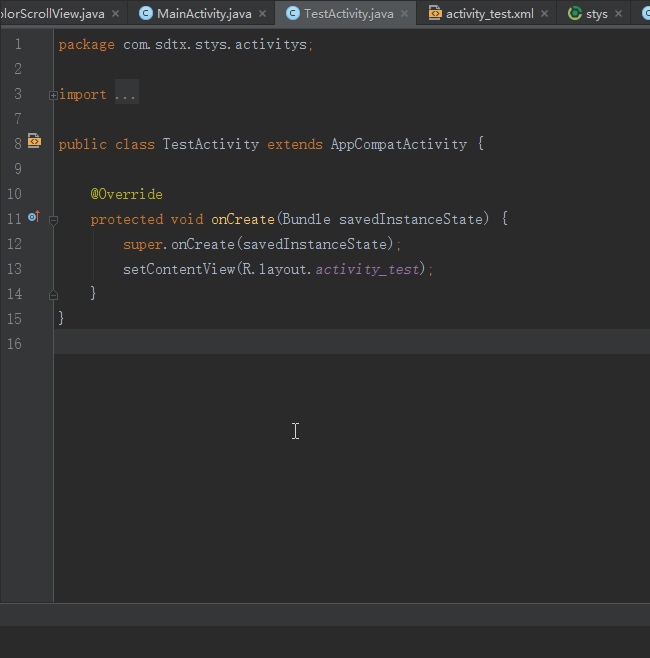 olorScrollView.java MainActivity.java TestActivity.java activity_test.xml stys
1 package com.sdtx.stys.activitys;
2
3 import ...
7
8 public class TestActivity extends AppCompatActivity {
9
10 @Override
11 protected void onCreate(Bundle savedInstanceState) {
12 super.onCreate(savedInstanceState);
13 setContentView(R.layout.activity_test);
14 }
15 }
16